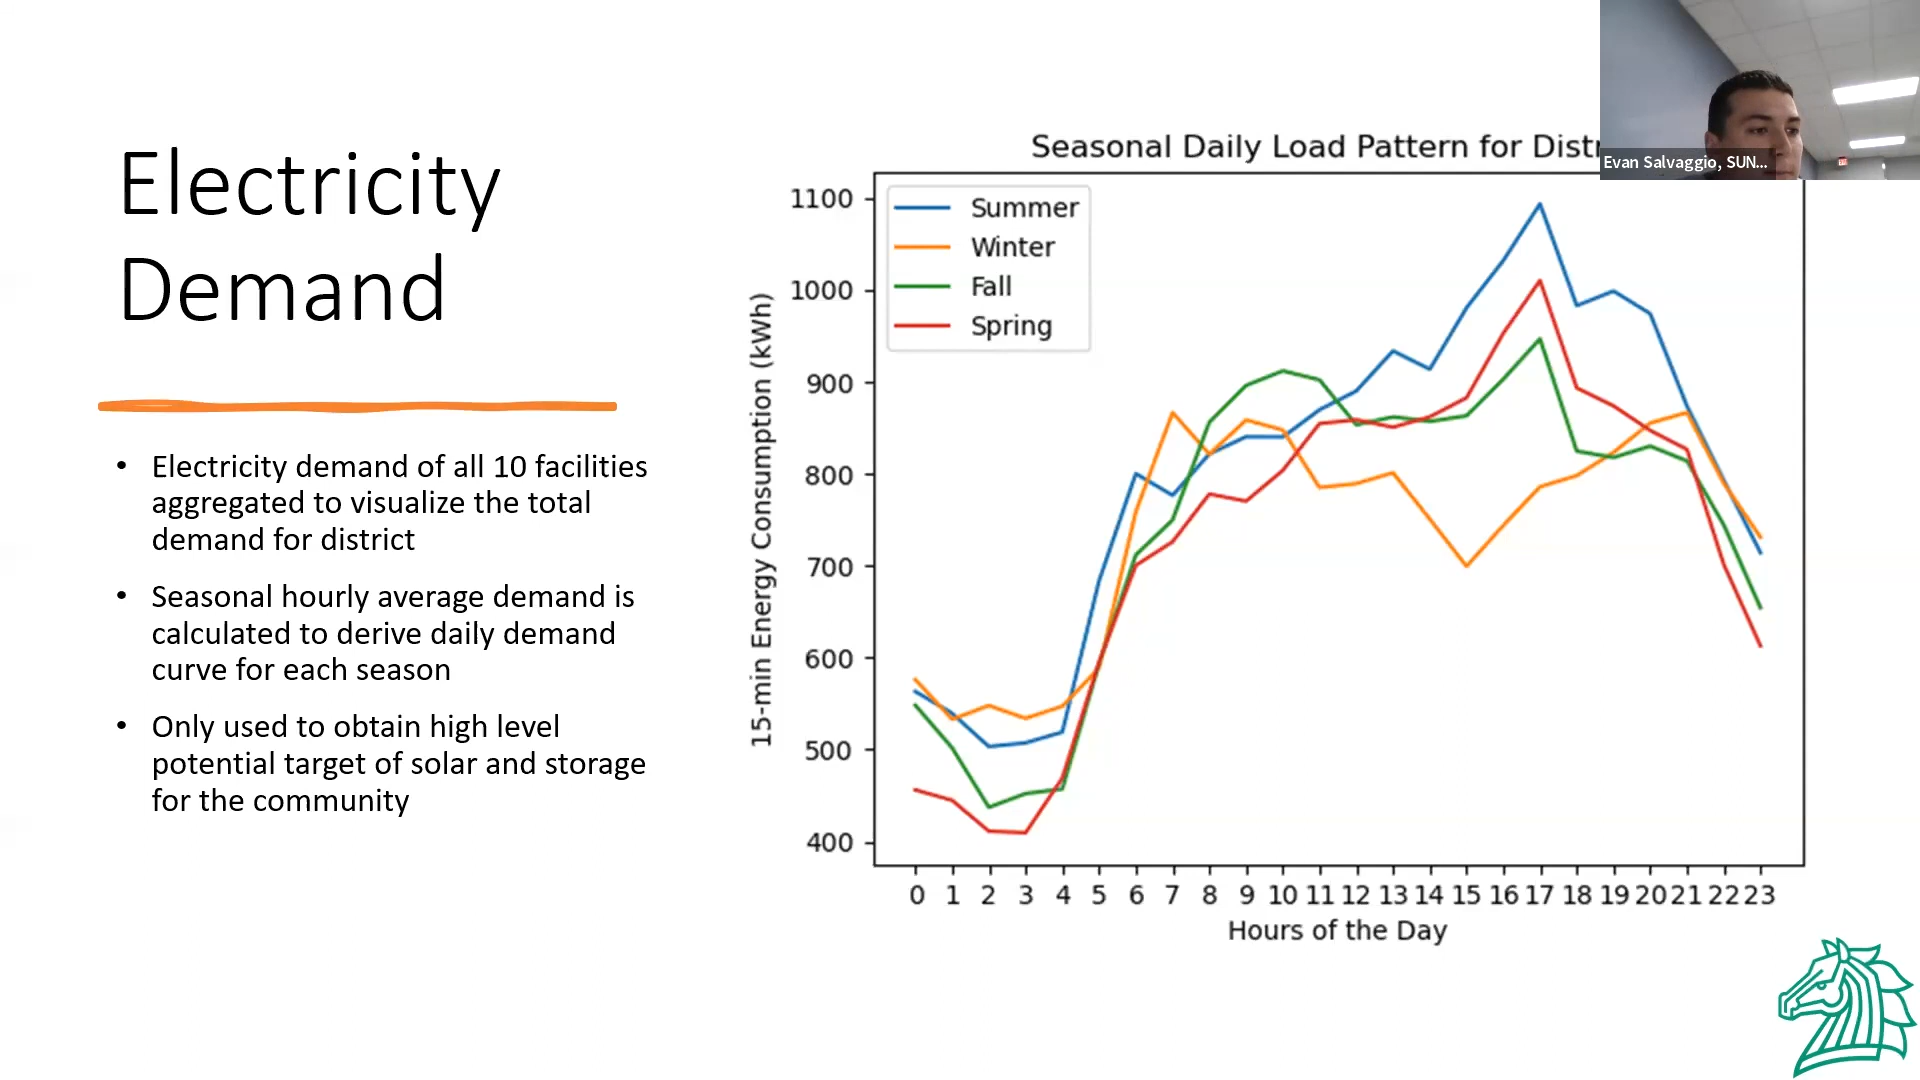 Electricity
Demand
• Electricity demand of all 10 facilities
aggregated to visualize the total
demand for district
• Seasonal hourly average demand is
calculated to derive daily demand
curve for each season
• Only used to obtain high level
potential target of solar and storage
for the community
Seasonal Daily Load Pattern for Distr
Evan Salvaggio, SUN...
Summer
Winter
Fall
Spring
15-min Energy Consumption (kWh)
1100
1000
900
800
700
600
500
400
0 1 2 3 4 5 6 7 8 9 10 11 12 13 14 15 16 17 18 19 20 21 22 23
Hours of the Day